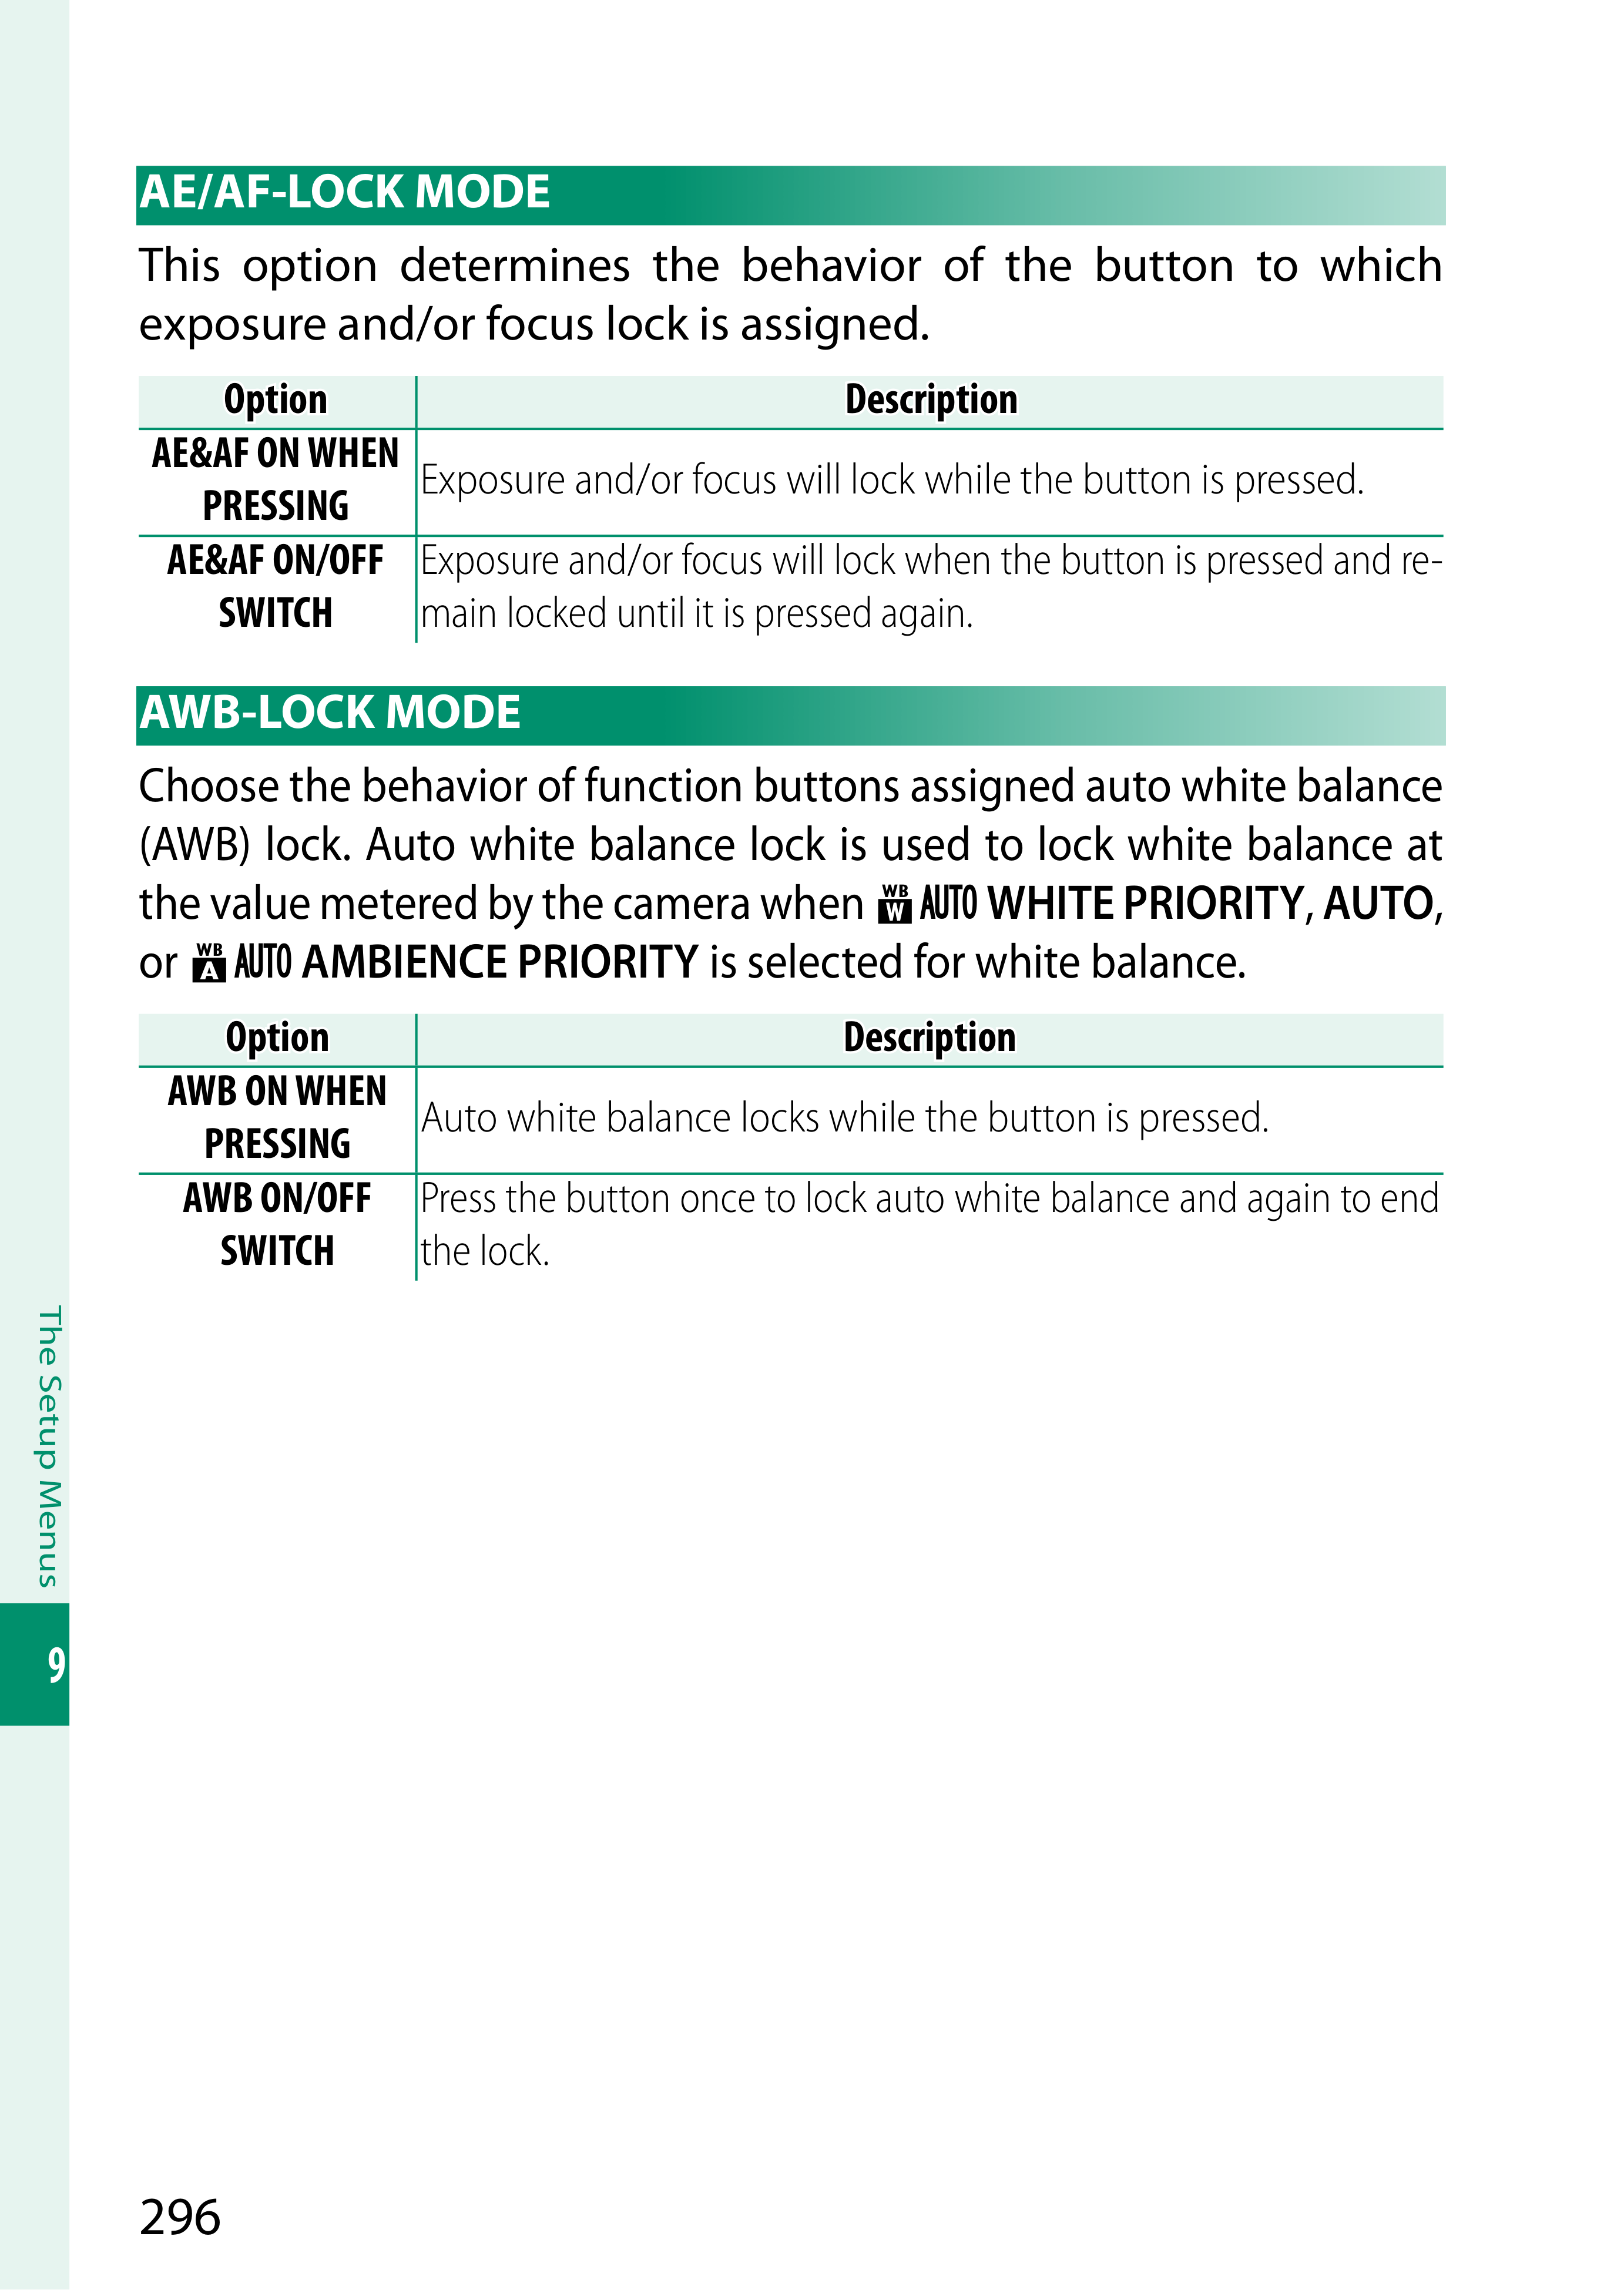 AE/AF-LOCK MODE
This option determines the behavior of the button to which
exposure and/or focus lock is assigned.
Option Description
AE&AF ON WHEN
PRESSING
Exposure and/or focus will lock while the button is pressed.
AE&AF ON/OFF
SWITCH
Exposure and/or focus will lock when the button is pressed and re-
main locked until it is pressed again.
AWB-LOCK MODE
Choose the behavior of function buttons assigned auto white balance
(AWB) lock. Auto white balance lock is used to lock white balance at
the value metered by the camera when WB W AUTO WHITE PRIORITY, AUTO,
or WB A AUTO AMBIENCE PRIORITY is selected for white balance.
Option Description
AWB ON WHEN
PRESSING
Auto white balance locks while the button is pressed.
AWB ON/OFF
SWITCH
Press the button once to lock auto white balance and again to end
the lock.
The Setup Menus
9
296